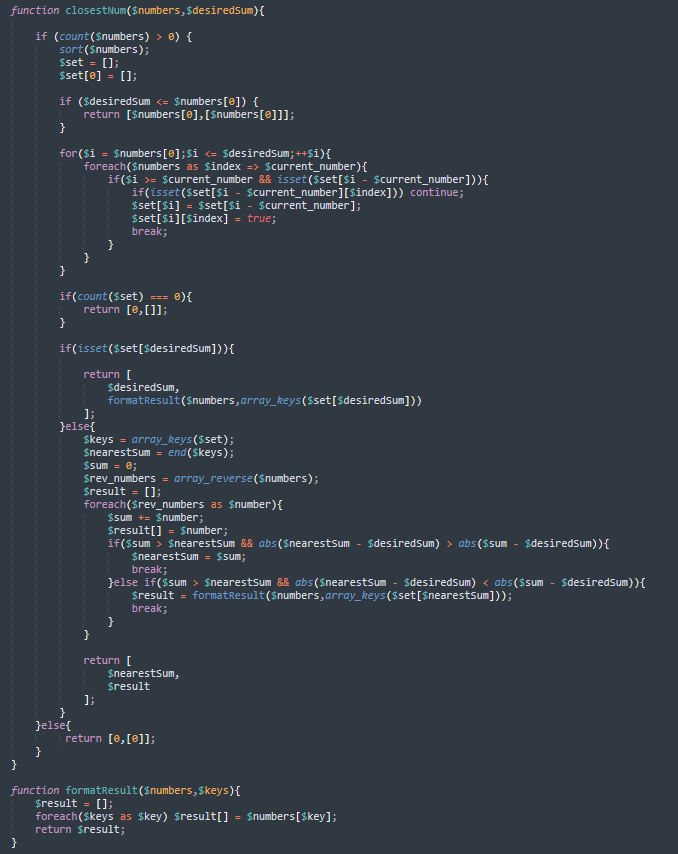 function closestNum($numbers,$desiredSum){
if (count($numbers) > 0) {
sort($numbers);
$set = [];
$set[0] = [];
if ($desiredSum <= $numbers[0]) {
return [$numbers[0],[$numbers[0]]];
}
for($i = $numbers[0];$i <= $desiredSum;++$i){
foreach($numbers as $index => $current_number){
if($i >= $current_number && isset($set[$i - $current_number])){
if(isset($set[$i - $current_number][$index])) continue;
$set[$i] = $set[$i - $current_number];
$set[$i][$index] = true;
break;
}
}
}
if(count($set) === 0){
return [0,[]];
}
if(isset($set[$desiredSum])){
return [
$desiredSum,
formatResult($numbers,array_keys($set[$desiredSum]))
];
}else{
$keys = array_keys($set);
$nearestSum = end($keys);
$sum = 0;
$rev_numbers = array_reverse($numbers);
$result = [];
foreach($rev_numbers as $number){
$sum += $number;
$result[] = $number;
if($sum > $nearestSum && abs($nearestSum - $desiredSum) > abs($sum - $desiredSum)){
$nearestSum = $sum;
break;
}else if($sum > $nearestSum && abs($nearestSum - $desiredSum) < abs($sum - $desiredSum)){
$result = formatResult($numbers,array_keys($set[$nearestSum]));
break;
}
}
return [
$nearestSum,
$result
];
}
}else{
return [0,[0]];
}
}
function formatResult($numbers,$keys){
$result = [];
foreach($keys as $key) $result[] = $numbers[$key];
return $result;
}